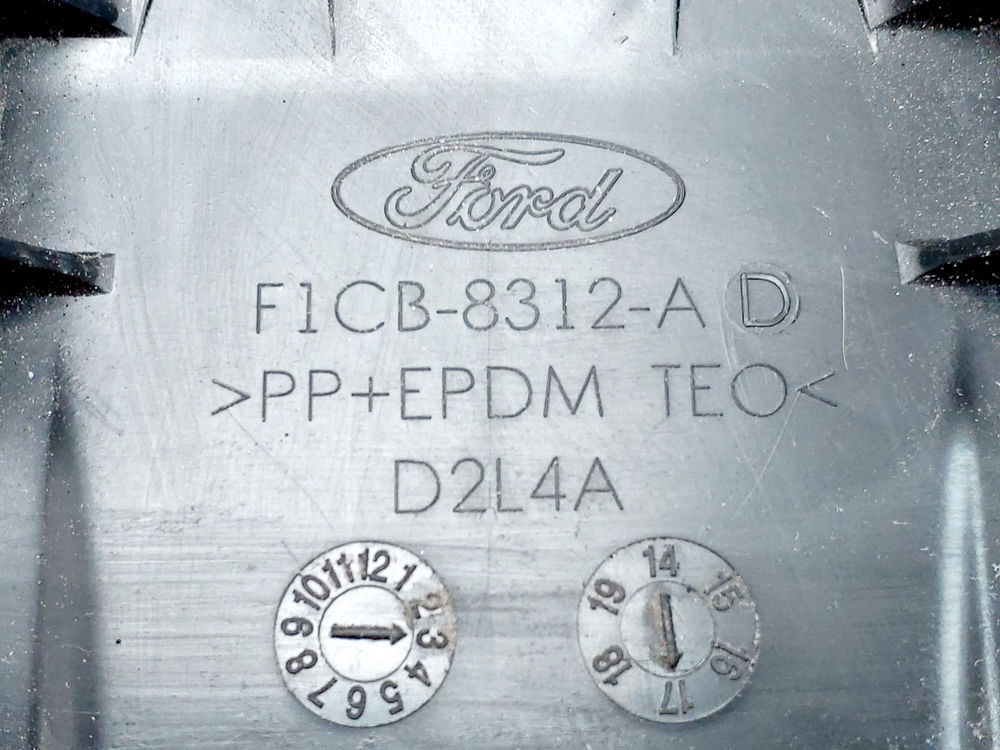 Ford
F1CB-8312-A D
>PP+EPDM TEO<
D2L4A
1 2 3 4 5 6 7 8 9 10 11 12
14 15 16 17 18 19